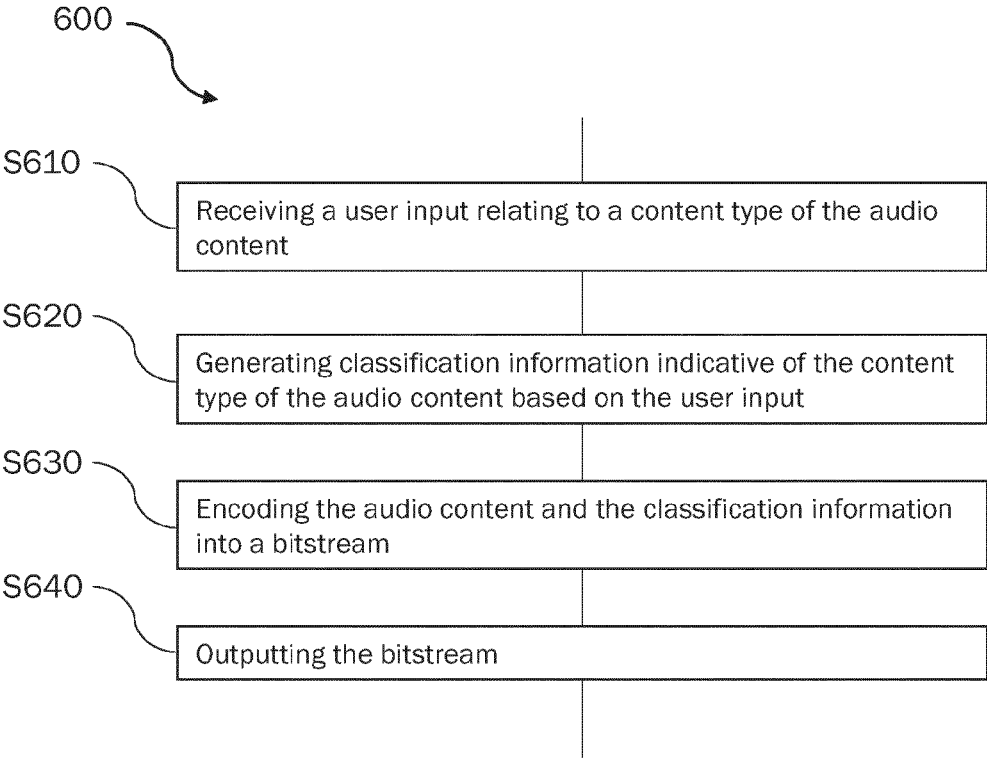 600
S610
Receiving a user input relating to a content type of the audio
content
S620
Generating classification information indicative of the content
type of the audio content based on the user input
S630
Encoding the audio content and the classification information
into a bitstream
S640
Outputting the bitstream